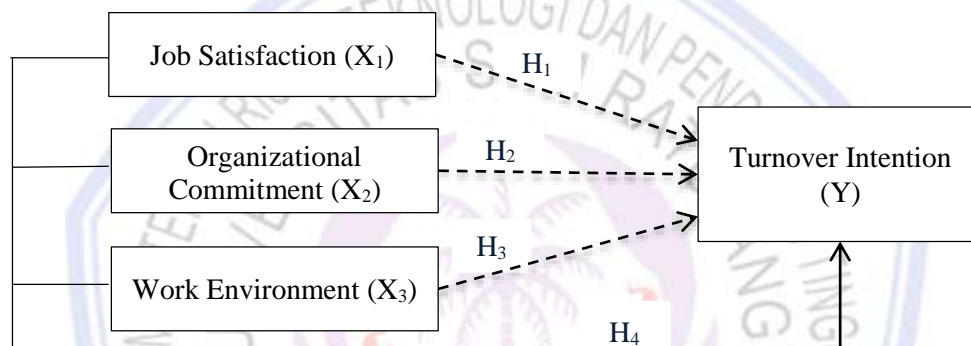 Job Satisfaction (X₁)
H₁
Organizational
Commitment (X₂)
H₂
Turnover Intention
(Y)
H₃
Work Environment (X₃)
H₄